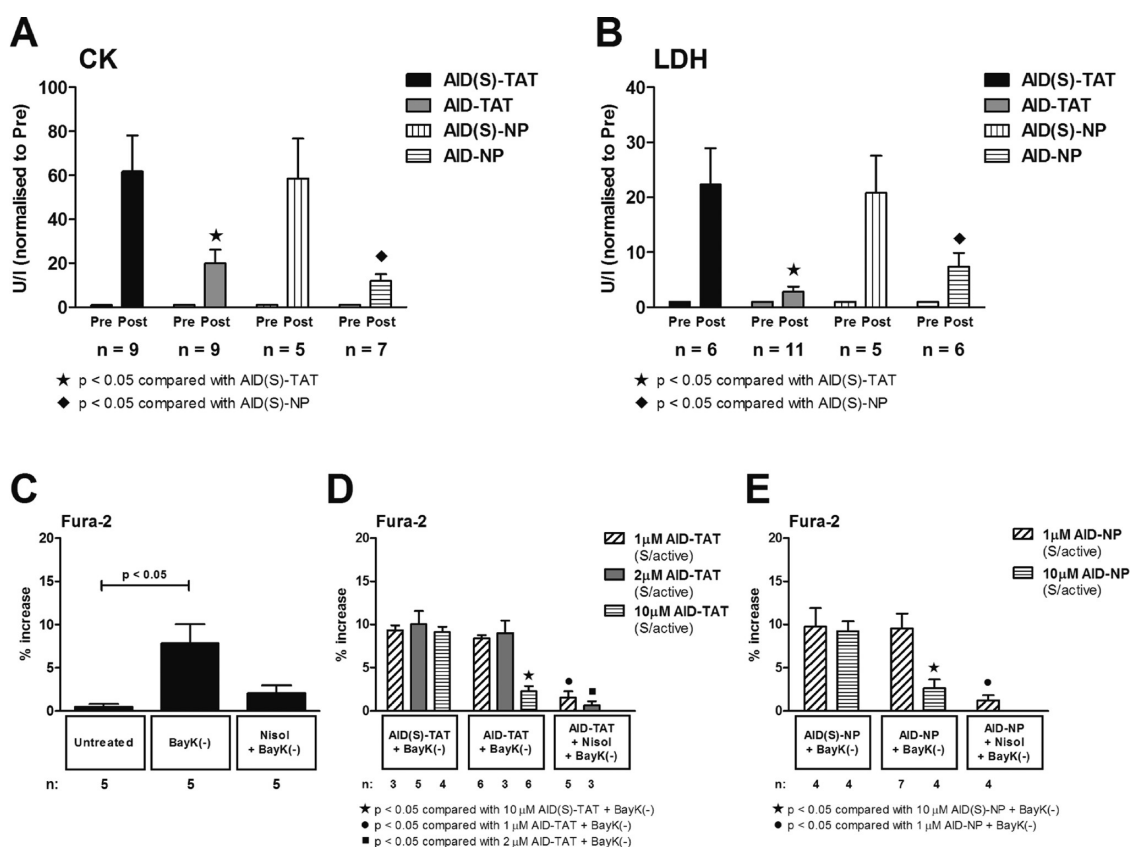 A
CK
U/I (normalised to Pre)
100
80
60
40
20
0
Pre Post Pre Post Pre Post Pre Post
n = 9 n = 9 n = 5 n = 7
AID(S)-TAT
AID-TAT
AID(S)-NP
AID-NP
★ p < 0.05 compared with AID(S)-TAT
◆ p < 0.05 compared with AID(S)-NP
B
LDH
U/I (normalised to Pre)
40
30
20
10
0
Pre Post Pre Post Pre Post Pre Post
n = 6 n = 11 n = 5 n = 6
AID(S)-TAT
AID-TAT
AID(S)-NP
AID-NP
★ p < 0.05 compared with AID(S)-TAT
◆ p < 0.05 compared with AID(S)-NP
C
Fura-2
% increase
20
15
10
5
0
p < 0.05
Untreated
BayK(-)
Nisol
+ BayK(-)
n: 5 5 5
D
Fura-2
% increase
20
15
10
5
0
1μM AID-TAT
(S/active)
2μM AID-TAT
(S/active)
10μM AID-TAT
(S/active)
AID(S)-TAT
+ BayK(-)
AID-TAT
+ BayK(-)
AID-TAT
+ Nisol
+ BayK(-)
n: 3 5 4 6 3 6 5 3
★ p < 0.05 compared with 10 μM AID(S)-TAT + BayK(-)
● p < 0.05 compared with 1 μM AID-TAT + BayK(-)
■ p < 0.05 compared with 2 μM AID-TAT + BayK(-)
E
Fura-2
% increase
20
15
10
5
0
1μM AID-NP
(S/active)
10μM AID-NP
(S/active)
AID(S)-NP
+ BayK(-)
AID-NP
+ BayK(-)
AID-NP
+ Nisol
+ BayK(-)
n: 4 4 7 4 4
★ p < 0.05 compared with 10 μM AID(S)-NP + BayK(-)
● p < 0.05 compared with 1 μM AID-NP + BayK(-)